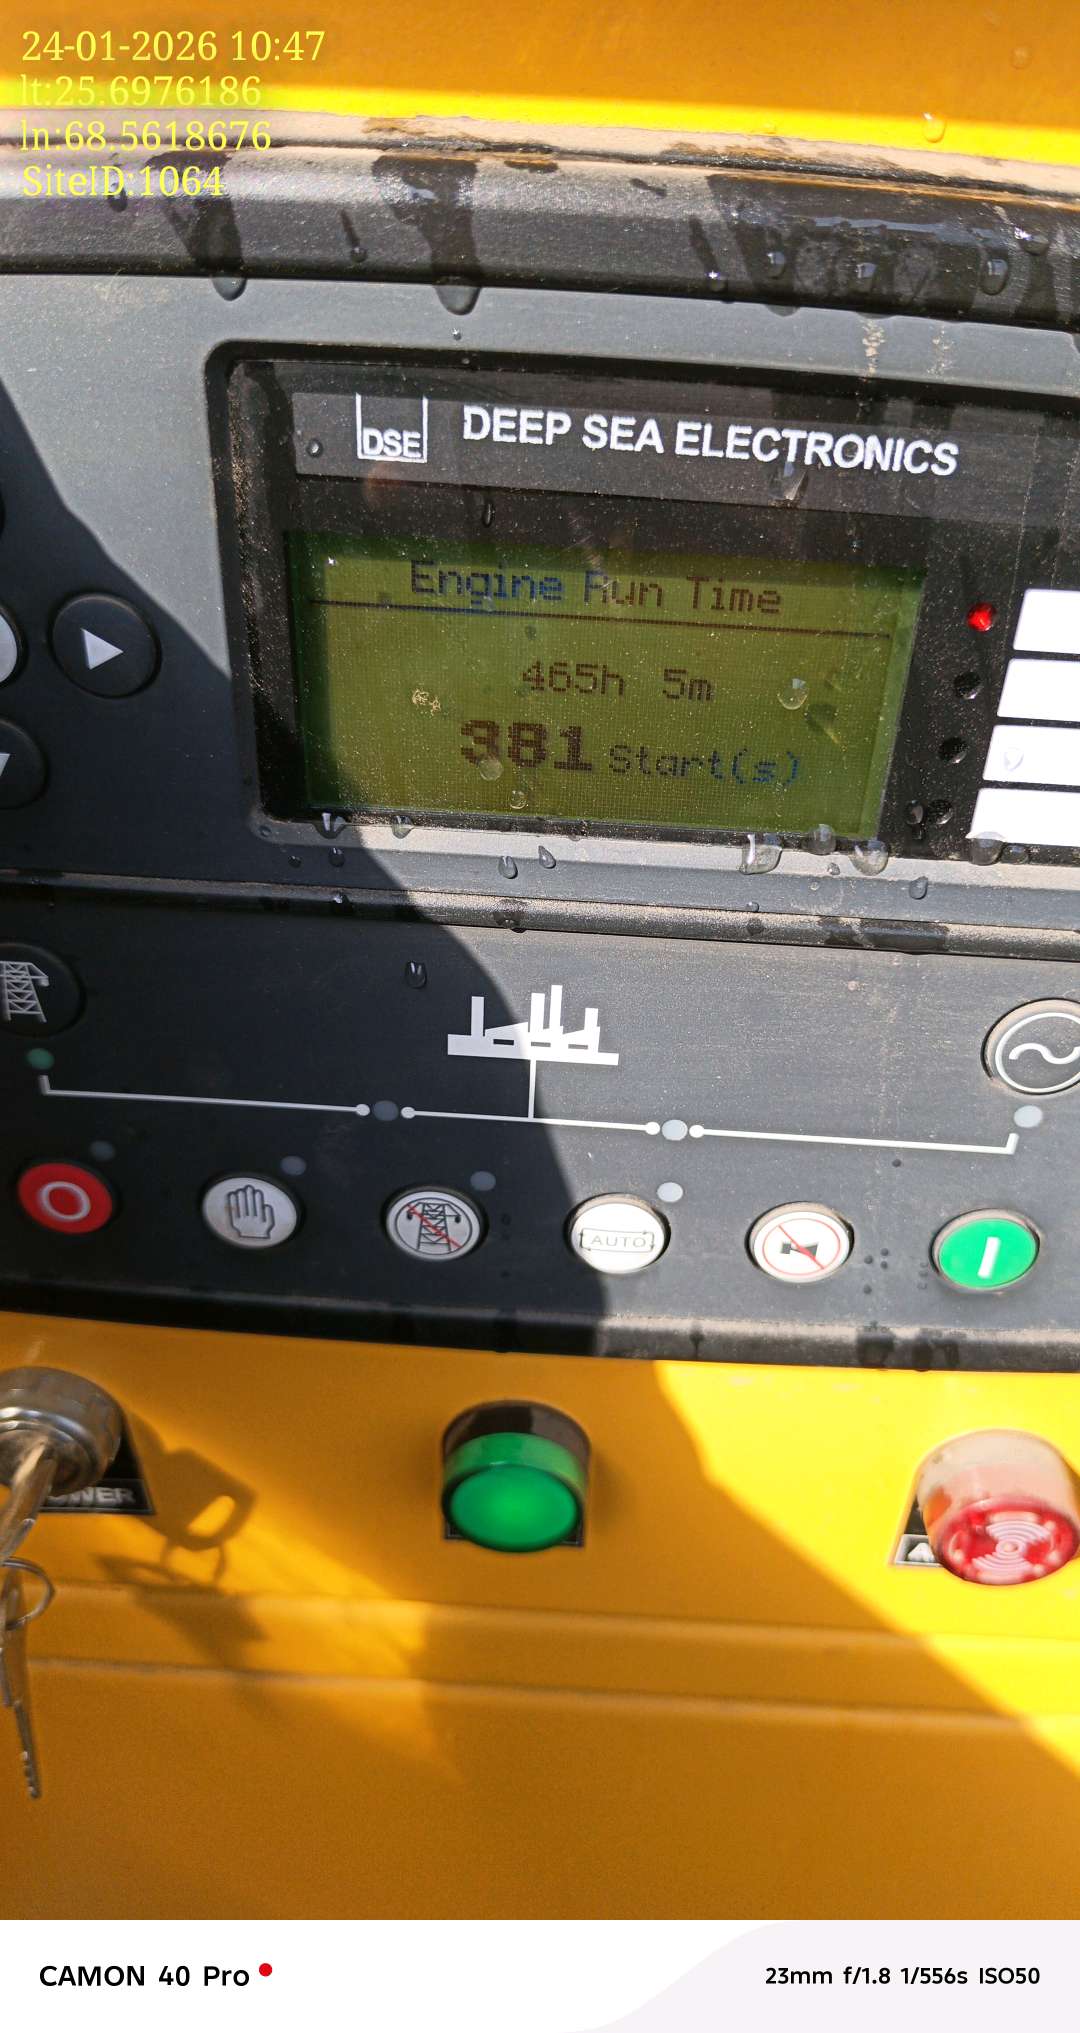 24-01-2026 10:47
lt:25.6976186
ln:68.5618676
SiteID:1064
DSE
DEEP SEA ELECTRONICS
Engine Run Time
465h 5m
381 Start(s)
AUTO
CAMON 40 Pro
23mm f/1.8 1/556s ISO50